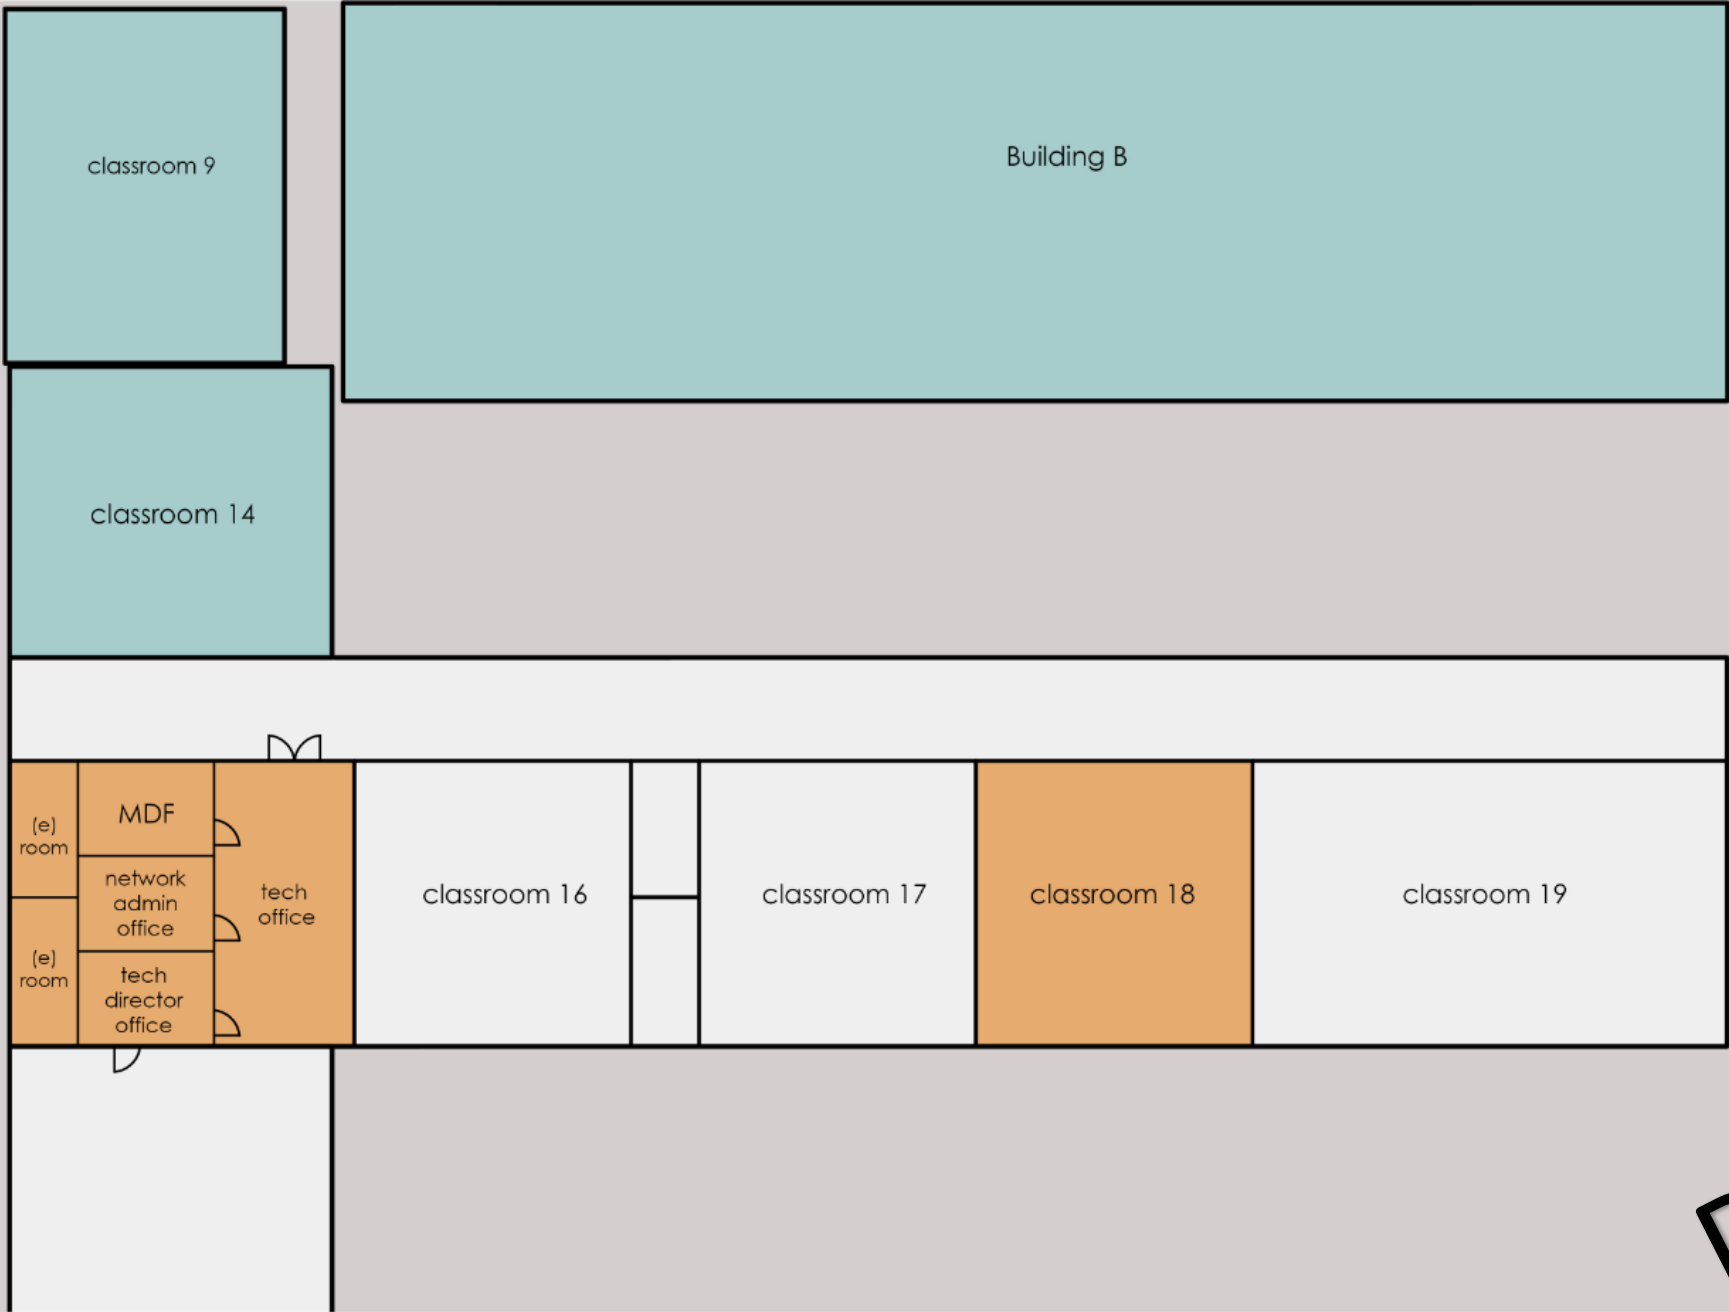 classroom 9
Building B
classroom 14
(e)
room
MDF
network
admin
office
tech
office
(e)
room
tech
director
office
classroom 16
classroom 17
classroom 18
classroom 19